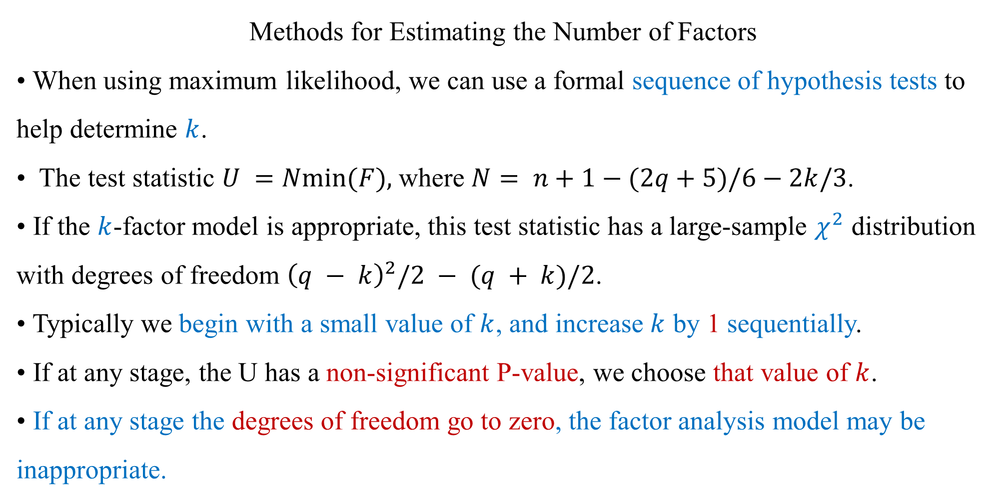 Methods for Estimating the Number of Factors
• When using maximum likelihood, we can use a formal sequence of hypothesis tests to
help determine k.
• The test statistic U = Nmin(F), where N = n + 1 − (2q + 5)/6 − 2k/3.
• If the k-factor model is appropriate, this test statistic has a large-sample χ² distribution
with degrees of freedom (q − k)²/2 − (q + k)/2.
• Typically we begin with a small value of k, and increase k by 1 sequentially.
• If at any stage, the U has a non-significant P-value, we choose that value of k.
• If at any stage the degrees of freedom go to zero, the factor analysis model may be
inappropriate.